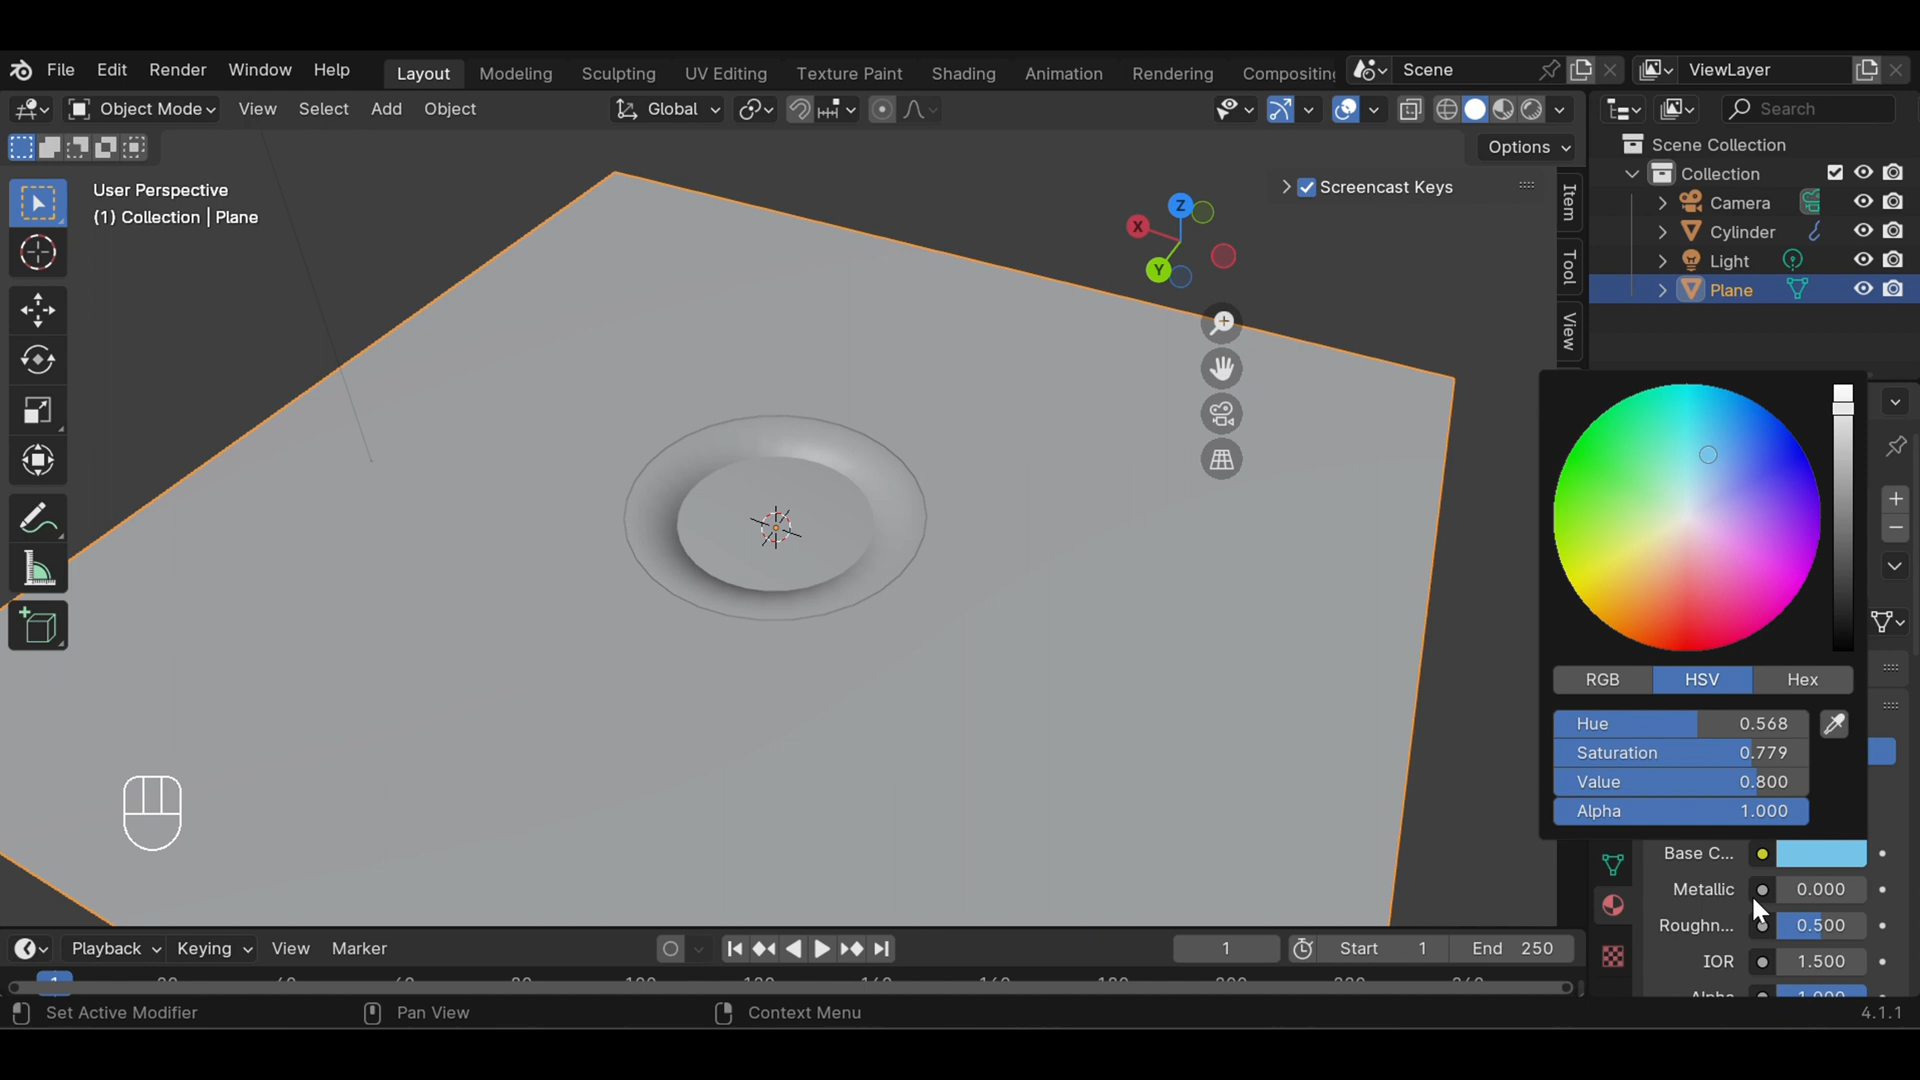 File Edit Render Window Help Layout Modeling Sculpting UV Editing Texture Paint Shading Animation Rendering Compositing Scene ViewLayer
Object Mode View Select Add Object Global Search
Options
User Perspective
(1) Collection | Plane
Screencast Keys
Item
Tool
View
X
Y
Z
Scene Collection
Collection
Camera
Cylinder
Light
Plane
RGB HSV Hex
Hue 0.568
Saturation 0.779
Value 0.800
Alpha 1.000
Base C...
Metallic 0.000
Roughn... 0.500
IOR 1.500
Alpha 1.000
Playback Keying View Marker 1 Start 1 End 250
Set Active Modifier Pan View Context Menu 4.1.1